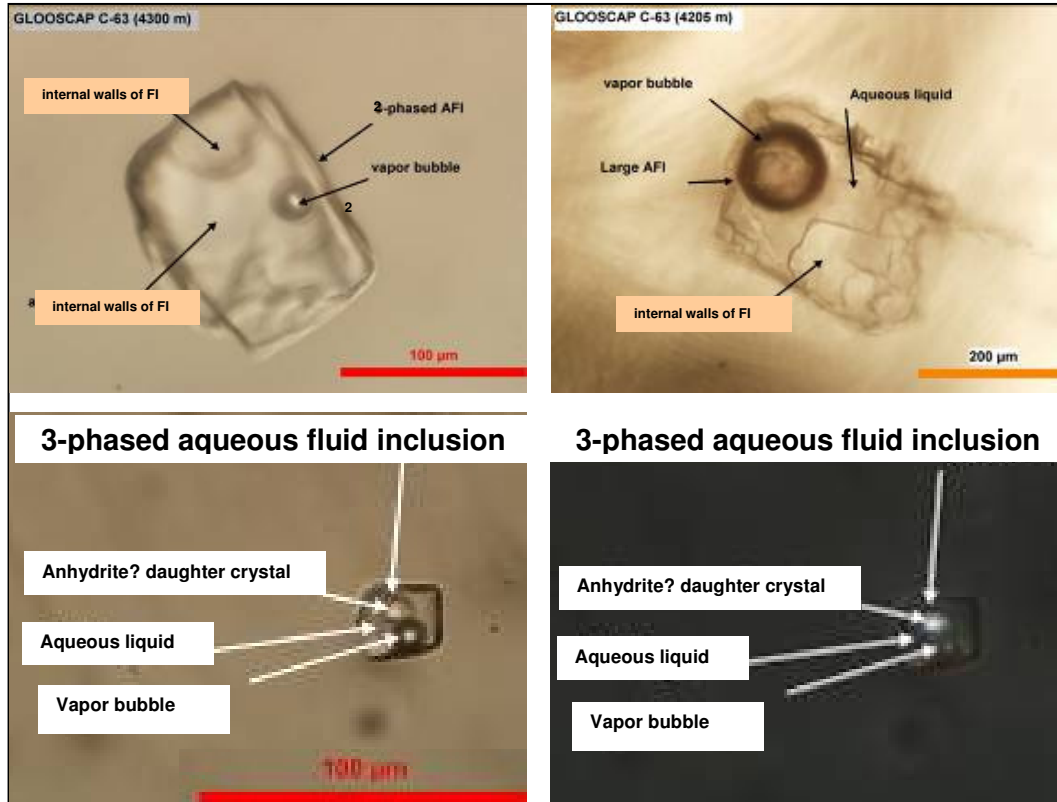 GLOOSCAP C-63 (4300 m)
internal walls of FI
2-phased AFI
vapor bubble
2
internal walls of FI
100 µm
GLOOSCAP C-63 (4205 m)
vapor bubble
Aqueous liquid
Large AFI
internal walls of FI
200 µm
3-phased aqueous fluid inclusion
Anhydrite? daughter crystal
Aqueous liquid
Vapor bubble
100 µm
3-phased aqueous fluid inclusion
Anhydrite? daughter crystal
Aqueous liquid
Vapor bubble